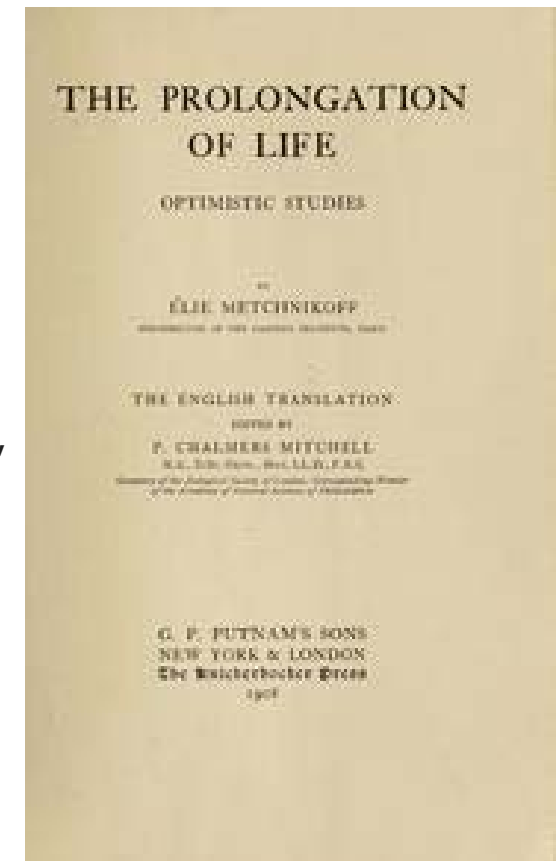 THE PROLONGATION
OF LIFE
OPTIMISTIC STUDIES
BY
ÉLIE METCHNIKOFF
THE ENGLISH TRANSLATION
EDITED BY
P. CHALMERS MITCHELL
G. P. PUTNAM'S SONS
NEW YORK & LONDON
The Knickerbocker Press